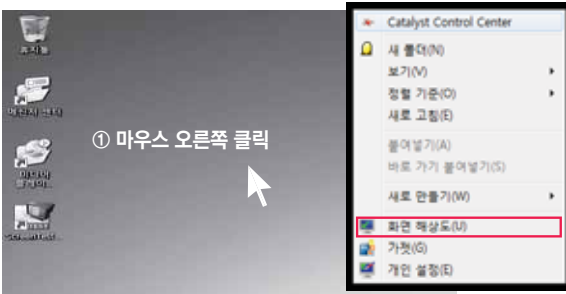 휴지통
① 마우스 오른쪽 클릭
Catalyst Control Center
새 폴더(N)
보기(V)
정렬 기준(O)
새로 고침(E)
붙여넣기(A)
바로 가기 붙여넣기(S)
새로 만들기(W)
화면 해상도(U)
가젯(G)
개인 설정(E)